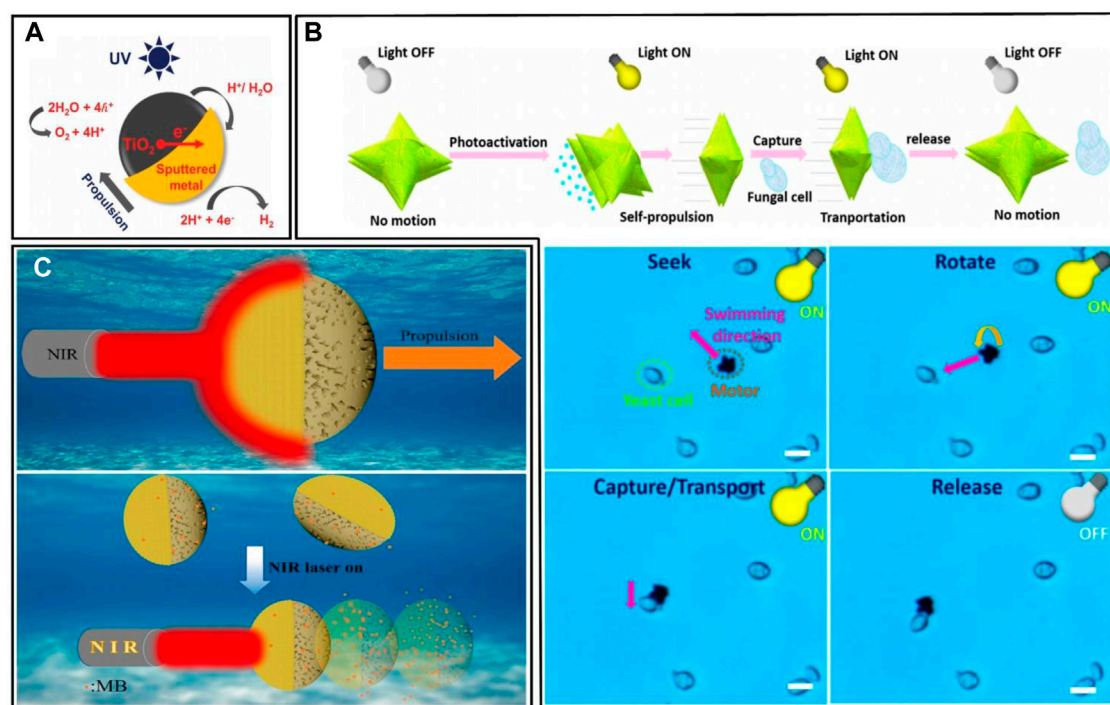 A
UV
H⁺/ H₂O
2H₂O + 4h⁺
O₂ + 4H⁺
TiO₂
e⁻
Sputtered
metal
Propulsion
2H⁺ + 4e⁻
H₂
B
Light OFF
Light ON
Light ON
Light OFF
Photoactivation
Capture
release
Fungal cell
No motion
Self-propulsion
Tranportation
No motion
C
NIR
Propulsion
NIR laser on
NIR
:MB
Seek
ON
Swimming
direction
Yeast cell
Motor
Rotate
ON
Capture/Transport
ON
Release
OFF